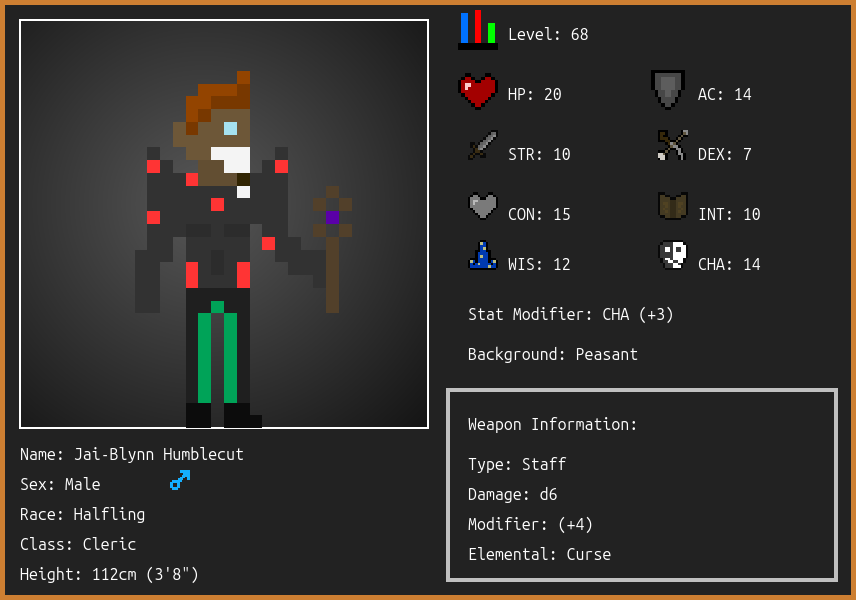 Level: 68
HP: 20
AC: 14
STR: 10
DEX: 7
CON: 15
INT: 10
WIS: 12
CHA: 14
Stat Modifier: CHA (+3)
Background: Peasant
Weapon Information:
Type: Staff
Damage: d6
Modifier: (+4)
Elemental: Curse
Name: Jai-Blynn Humblecut
Sex: Male
Race: Halfling
Class: Cleric
Height: 112cm (3'8")